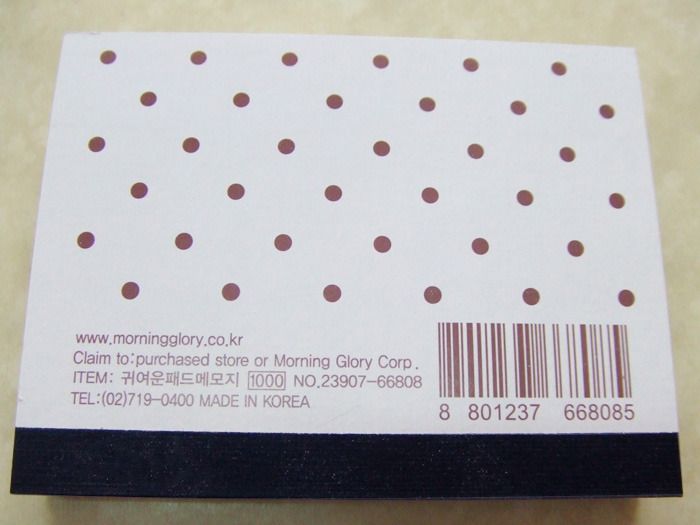 www.morningglory.co.kr
Claim to:purchased store or Morning Glory Corp.
ITEM: 귀여운패드메모지 1000 NO.23907-66808
TEL:(02)719-0400 MADE IN KOREA
8 801237 668085